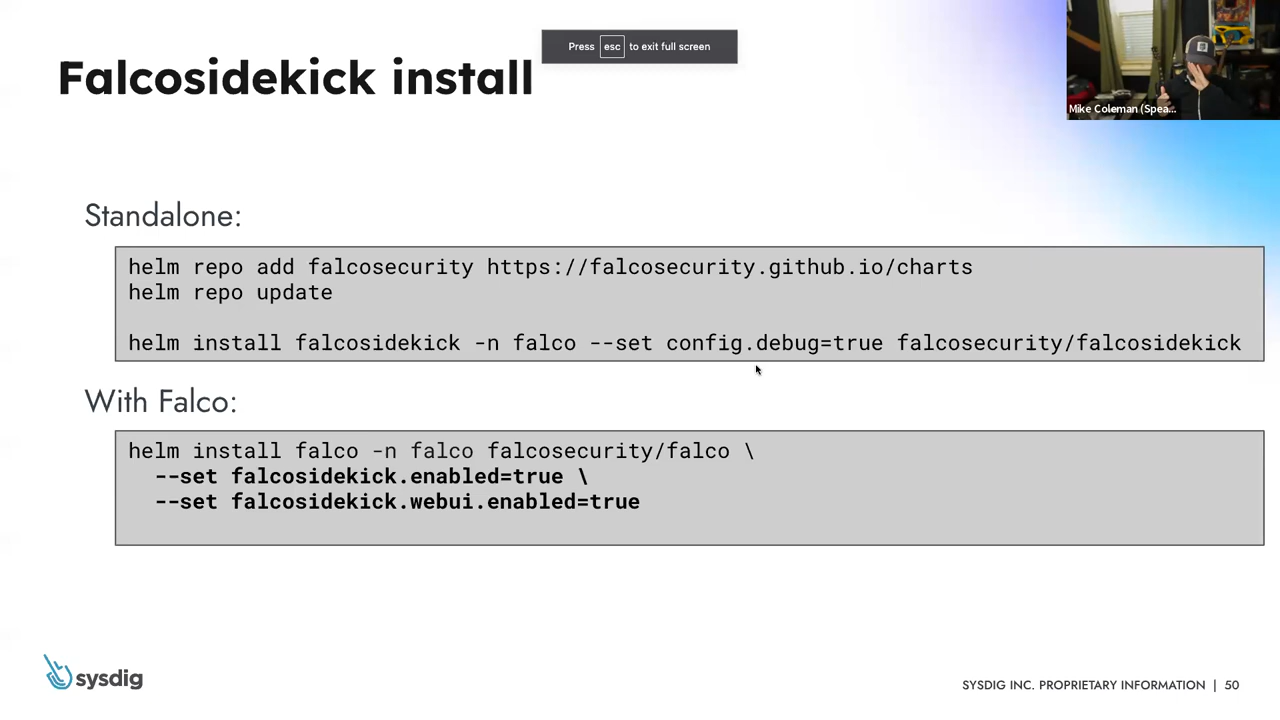 Press esc to exit full screen
Falcosidekick install
Mike Coleman (Spea...
Standalone:
helm repo add falcosecurity https://falcosecurity.github.io/charts
helm repo update
helm install falcosidekick -n falco --set config.debug=true falcosecurity/falcosidekick
With Falco:
helm install falco -n falco falcosecurity/falco \
--set falcosidekick.enabled=true \
--set falcosidekick.webui.enabled=true
sysdig
SYSDIG INC. PROPRIETARY INFORMATION | 50